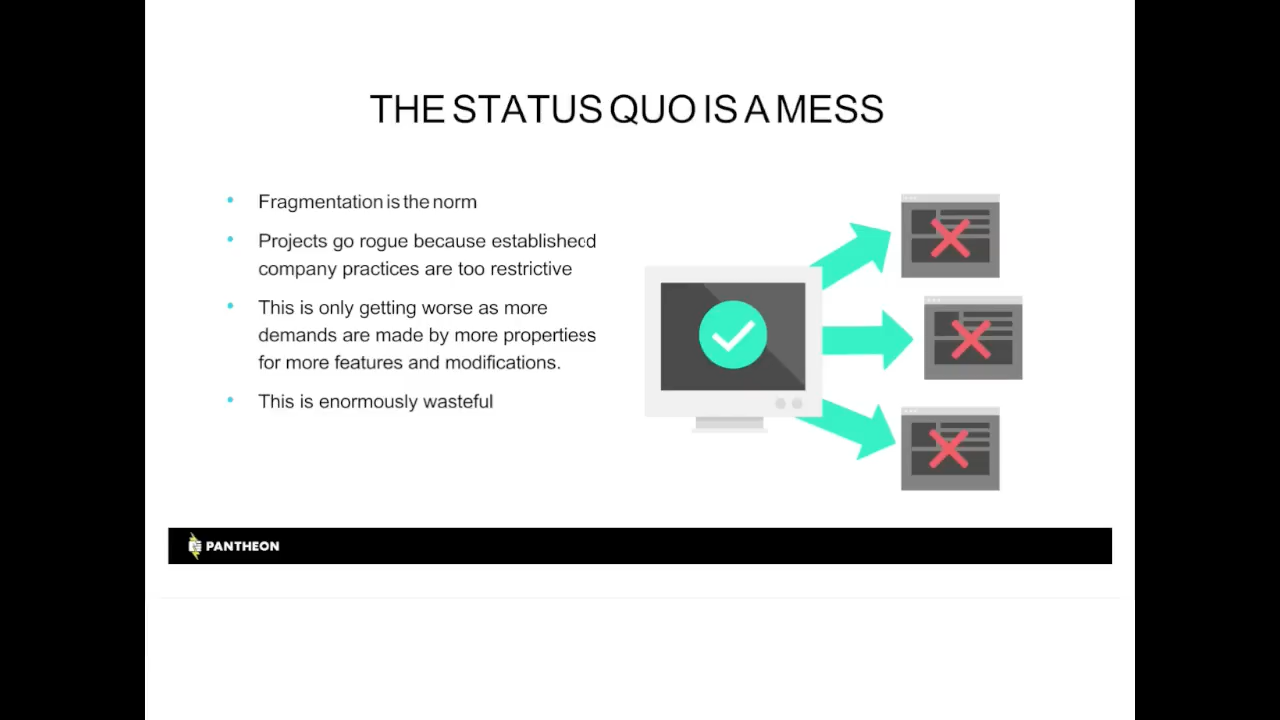 THE STATUS QUO IS A MESS
Fragmentation is the norm
Projects go rogue because established
company practices are too restrictive
This is only getting worse as more
demands are made by more properties
for more features and modifications.
This is enormously wasteful
PANTHEON